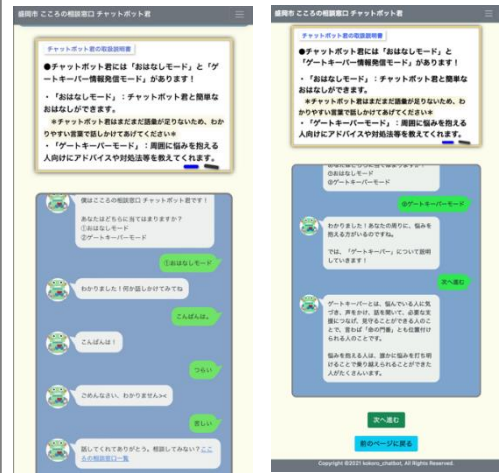 盛岡市 こころの相談窓口 チャットボット君
チャットボット君の取扱説明書
●チャットボット君には「おはなしモード」と「ゲ
ートキーパー情報発信モード」があります！
・「おはなしモード」：チャットボット君と簡単な
おはなしができます。
＊チャットボット君はまだまだ語彙が足りないため、わか
りやすい言葉で話しかけてあげてください＊
・「ゲートキーパーモード」：周囲に悩みを抱える
人向けにアドバイスや対処法等を教えてくれます。
僕はこころの相談窓口 チャットボット君です！
あなたはどちらに当てはまりますか？
①おはなしモード
②ゲートキーパーモード
①おはなしモード
わかりました！何か話しかけてみてね
こんばんは。
こんばんは！
つらい
ごめんなさい、わかりません><
苦しい
話してくれてありがとう。相談してみない？ここ
ろの相談窓口一覧
盛岡市 こころの相談窓口 チャットボット君
チャットボット君の取扱説明書
●チャットボット君には「おはなしモード」と
「ゲートキーパー情報発信モード」があります！
・「おはなしモード」：チャットボット君と簡単な
おはなしができます。
＊チャットボット君はまだまだ語彙が足りないため、わ
かりやすい言葉で話しかけてあげてください＊
・「ゲートキーパーモード」：周囲に悩みを抱える
人向けにアドバイスや対処法等を教えてくれます。
①おはなしモード
②ゲートキーパーモード
②ゲートキーパーモード
わかりました！あなたの周りに、悩みを
抱える方がいるのですね。
では、「ゲートキーパー」について説明
していきます！
次へ進む
ゲートキーパーとは、悩んでいる人に気
づき、声をかけ、話を聞いて、必要な支
援につなげ、見守ることができる人のこ
とで、言わば「命の門番」とも位置付け
られる人のことです。
悩みを抱える人は、誰かに悩みを打ち明
けることで乗り越えられることができた
人がたくさんいます。
次へ進む
前のページに戻る
Copyright ©2021 kokoro_chatbot, All Rights Reserved.